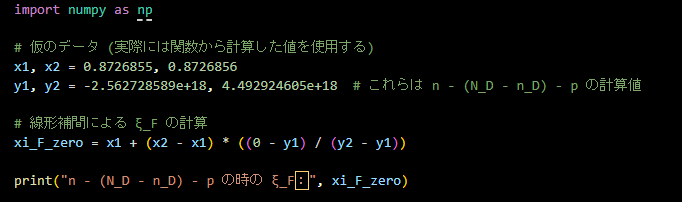 import numpy as np
# 仮のデータ (実際には関数から計算した値を使用する)
x1, x2 = 0.8726855, 0.8726856
y1, y2 = -2.562728589e+18, 4.492924605e+18  # これらは n - (N_D - n_D) - p の計算値
# 線形補間による ξ_F の計算
xi_F_zero = x1 + (x2 - x1) * ((0 - y1) / (y2 - y1))
print("n - (N_D - n_D) - p の時の ξ_F:", xi_F_zero)